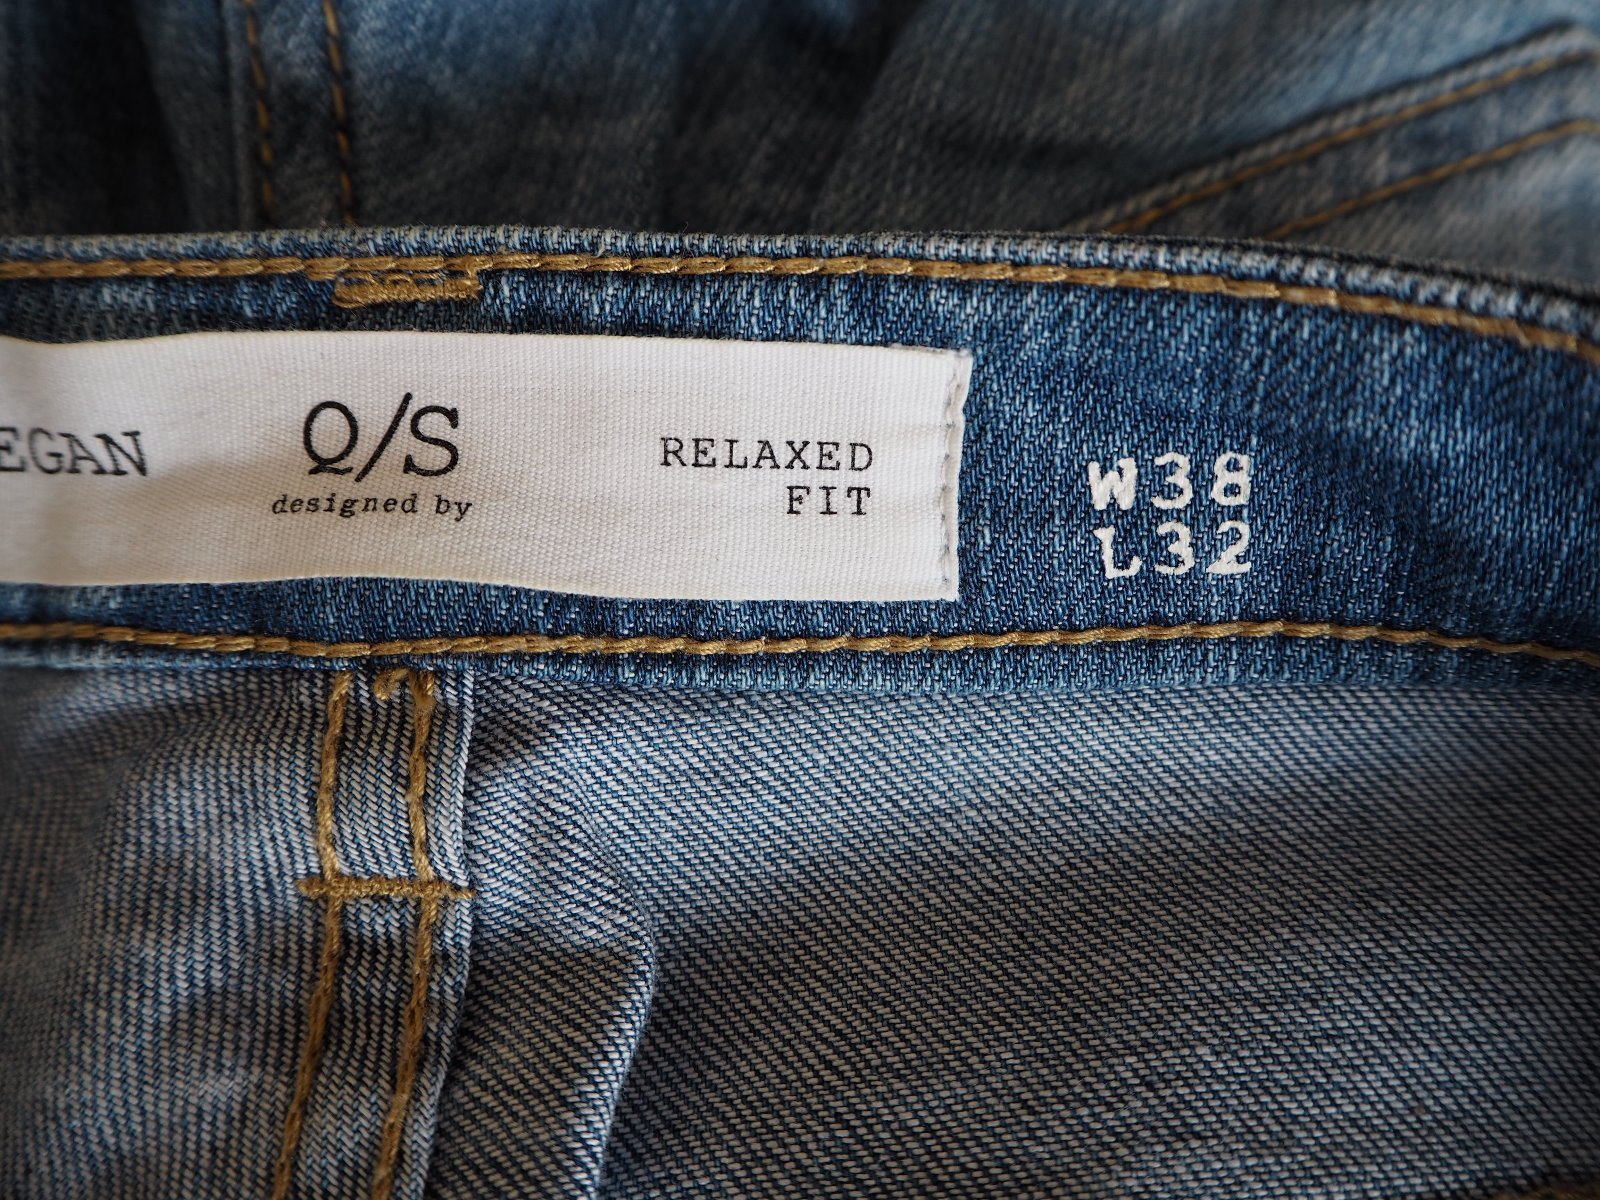 EGAN
Q/S
designed by
RELAXED
FIT
W38
L32